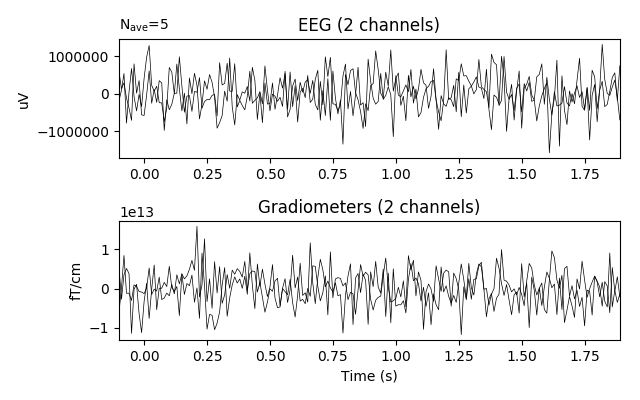 N_ave=5
EEG (2 channels)
1000000
0
−1000000
uV
0.00 0.25 0.50 0.75 1.00 1.25 1.50 1.75
1e13
Gradiometers (2 channels)
1
0
−1
fT/cm
0.00 0.25 0.50 0.75 1.00 1.25 1.50 1.75
Time (s)